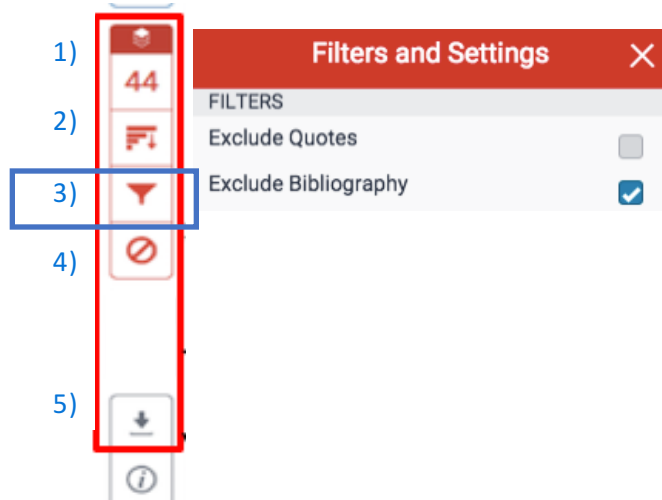 1)
44
2)
3)
4)
5)
Filters and Settings
FILTERS
Exclude Quotes
Exclude Bibliography